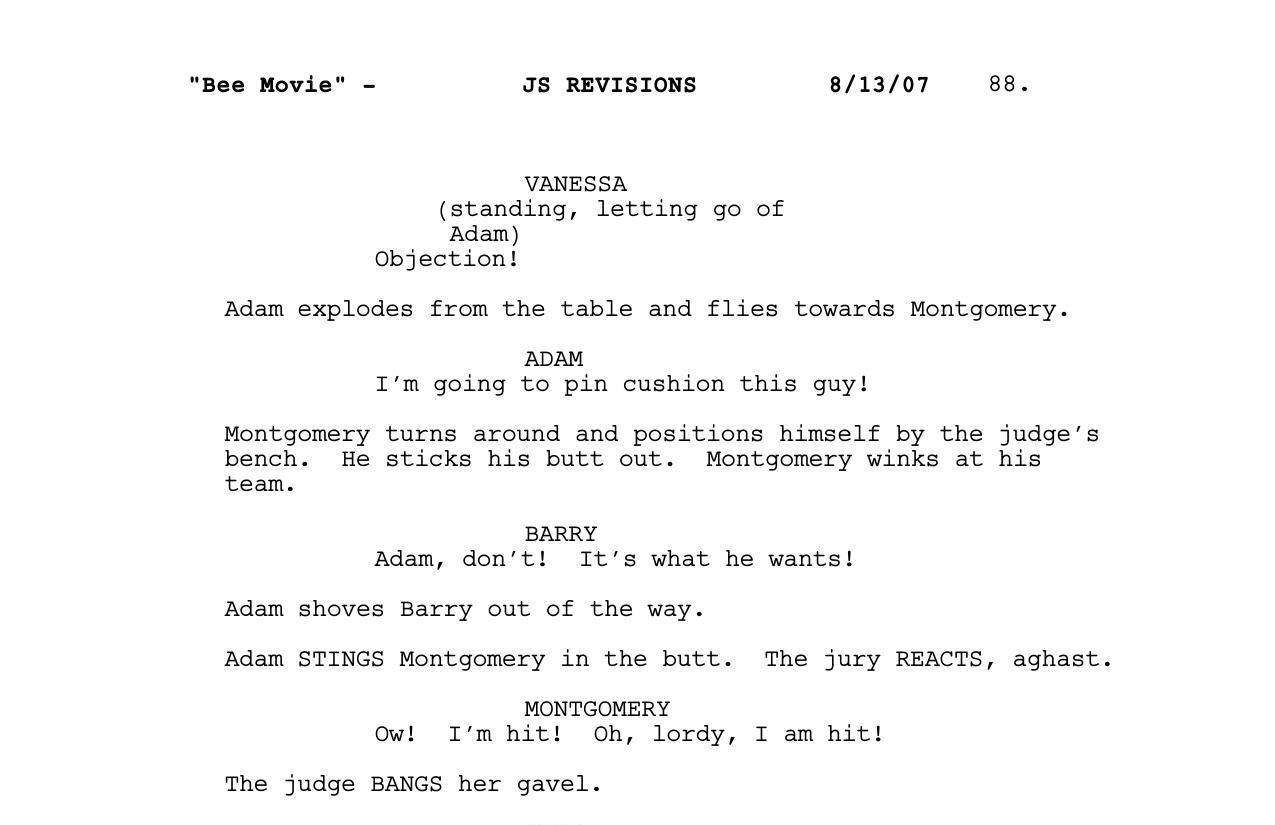 "Bee Movie" - JS REVISIONS 8/13/07 88.
VANESSA
(standing, letting go of
Adam)
Objection!
Adam explodes from the table and flies towards Montgomery.
ADAM
I'm going to pin cushion this guy!
Montgomery turns around and positions himself by the judge's
bench.  He sticks his butt out.  Montgomery winks at his
team.
BARRY
Adam, don't!  It's what he wants!
Adam shoves Barry out of the way.
Adam STINGS Montgomery in the butt.  The jury REACTS, aghast.
MONTGOMERY
Ow!  I'm hit!  Oh, lordy, I am hit!
The judge BANGS her gavel.